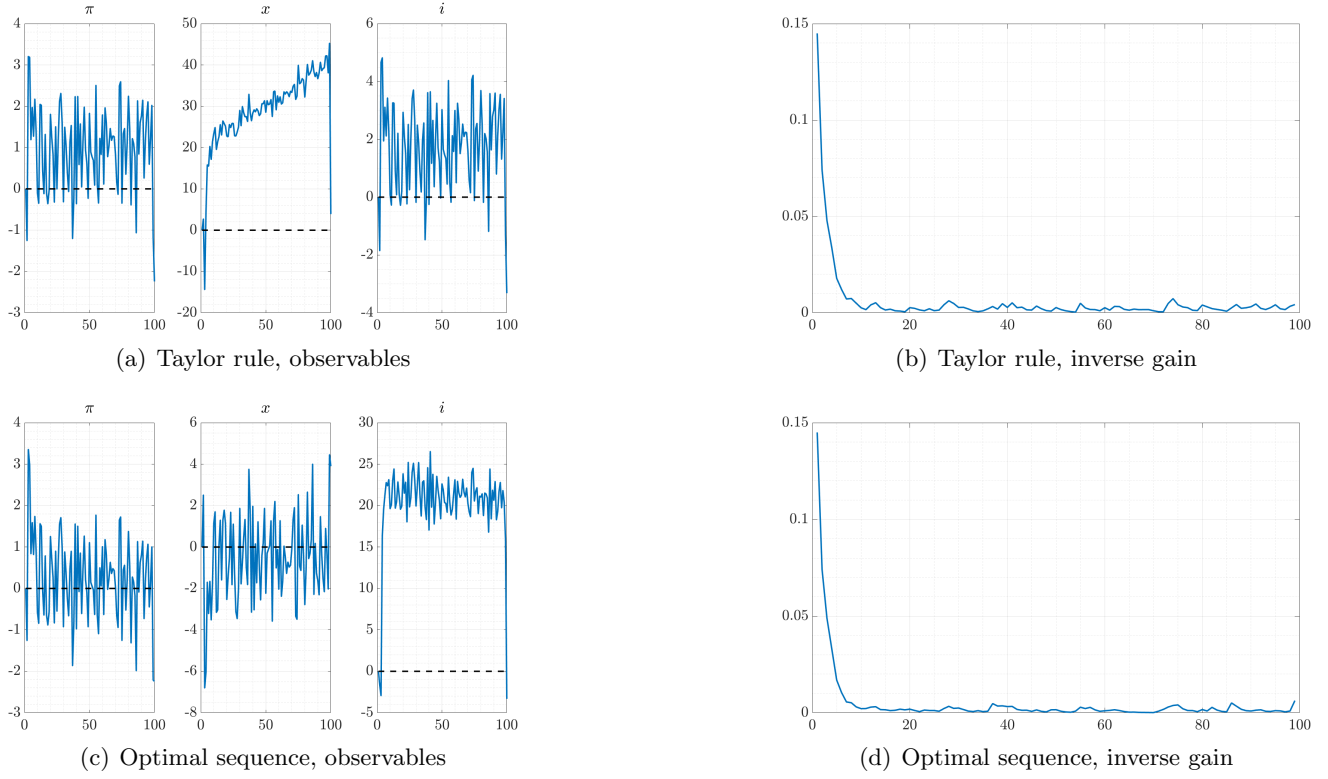 π x i
4 50 6 0.15
3 40
2 30 4 0.1
1 20 2
0 10 0 0.05
-1 0
-2 -10 -2
-3 -20 -4 0
0 50 100 0 50 100 0 50 100 0 20 40 60 80 100
(a) Taylor rule, observables (b) Taylor rule, inverse gain
π x i
4 6 30 0.15
3 4 25
2 2 20 0.1
1 0 15
0 -2 10 0.05
-1 -4 5
-2 -6 0
-3 -8 -5 0
0 50 100 0 50 100 0 50 100 0 20 40 60 80 100
(c) Optimal sequence, observables (d) Optimal sequence, inverse gain